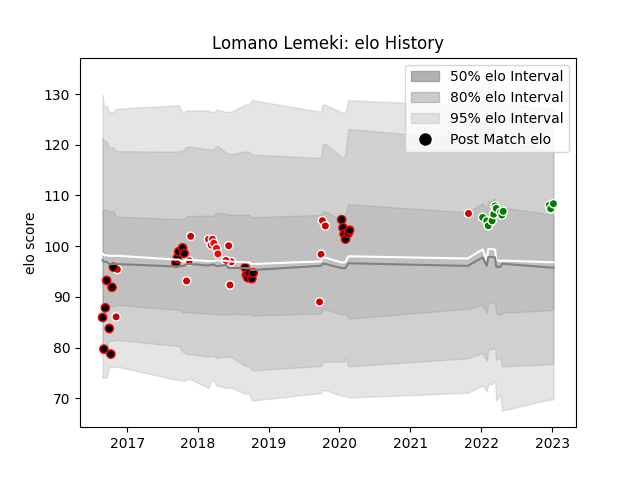 Lomano Lemeki: elo History
50% elo Interval
80% elo Interval
95% elo Interval
Post Match elo
elo score
130
120
110
100
90
80
70
2017 2018 2019 2020 2021 2022 2023